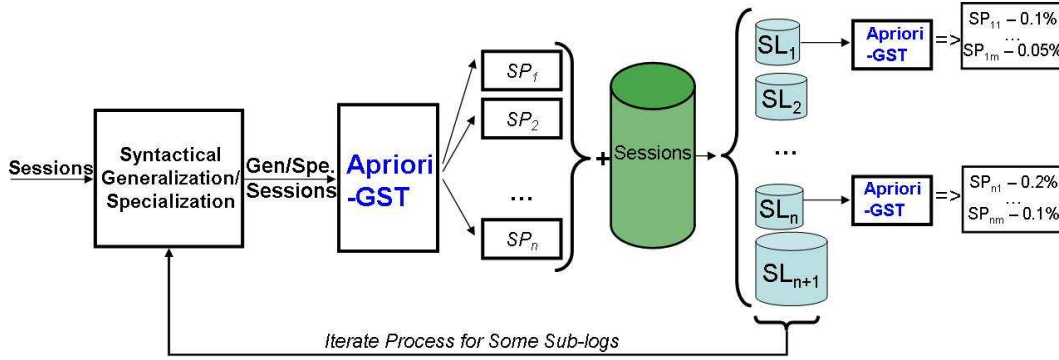 Sessions
Syntactical
Generalization/
Specialization
Gen/Spe.
Sessions
Apriori
-GST
SP1
SP2
...
SPn
+
Sessions
SL1
SL2
...
SLn
SLn+1
Apriori
-GST
=>
SP11 – 0.1%
...
SP1m – 0.05%
Apriori
-GST
=>
SPn1 – 0.2%
...
SPnm – 0.1%
Iterate Process for Some Sub-logs